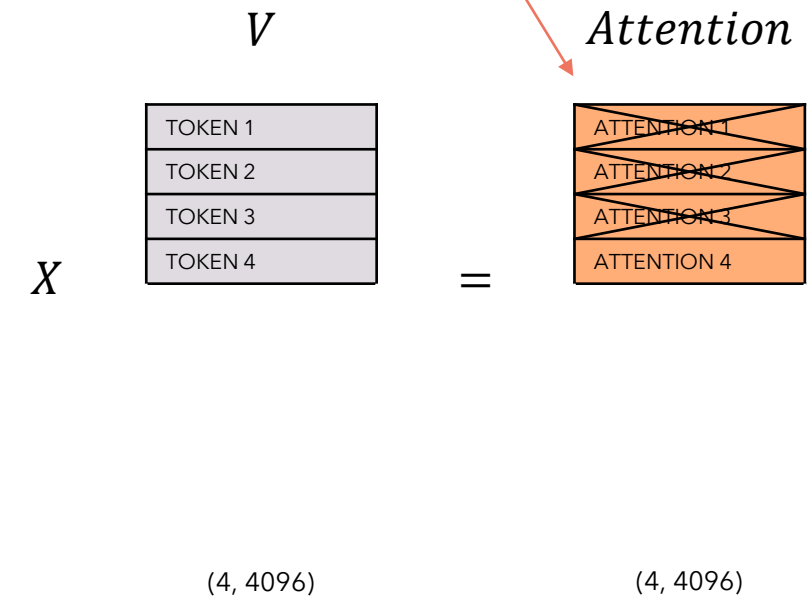 V
Attention
TOKEN 1
TOKEN 2
TOKEN 3
TOKEN 4
ATTENTION 1
ATTENTION 2
ATTENTION 3
ATTENTION 4
X
=
(4, 4096)
(4, 4096)